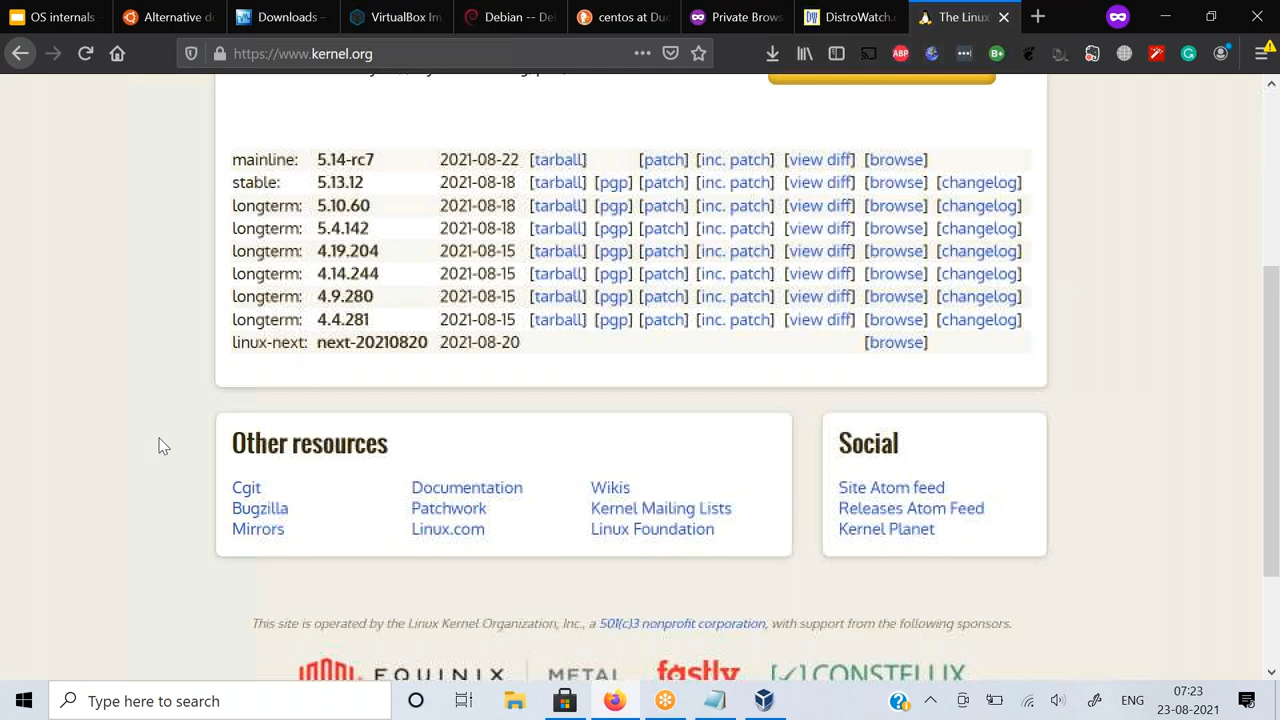 OS internals
Alternative do
Downloads –
VirtualBox Im
Debian -- De
centos at Duc
Private Brows
DistroWatch.c
The Linux
https://www.kernel.org
ABP
mainline: 5.14-rc7 2021-08-22 [tarball] [patch] [inc. patch] [view diff] [browse]
stable: 5.13.12 2021-08-18 [tarball] [pgp] [patch] [inc. patch] [view diff] [browse] [changelog]
longterm: 5.10.60 2021-08-18 [tarball] [pgp] [patch] [inc. patch] [view diff] [browse] [changelog]
longterm: 5.4.142 2021-08-18 [tarball] [pgp] [patch] [inc. patch] [view diff] [browse] [changelog]
longterm: 4.19.204 2021-08-15 [tarball] [pgp] [patch] [inc. patch] [view diff] [browse] [changelog]
longterm: 4.14.244 2021-08-15 [tarball] [pgp] [patch] [inc. patch] [view diff] [browse] [changelog]
longterm: 4.9.280 2021-08-15 [tarball] [pgp] [patch] [inc. patch] [view diff] [browse] [changelog]
longterm: 4.4.281 2021-08-15 [tarball] [pgp] [patch] [inc. patch] [view diff] [browse] [changelog]
linux-next: next-20210820 2021-08-20 [browse]
Other resources
Cgit Documentation Wikis
Bugzilla Patchwork Kernel Mailing Lists
Mirrors Linux.com Linux Foundation
Social
Site Atom feed
Releases Atom Feed
Kernel Planet
This site is operated by the Linux Kernel Organization, Inc., a 501(c)3 nonprofit corporation, with support from the following sponsors.
EQUINIX METAL fastly CONSTELLIX
Type here to search
ENG
07:23
23-08-2021